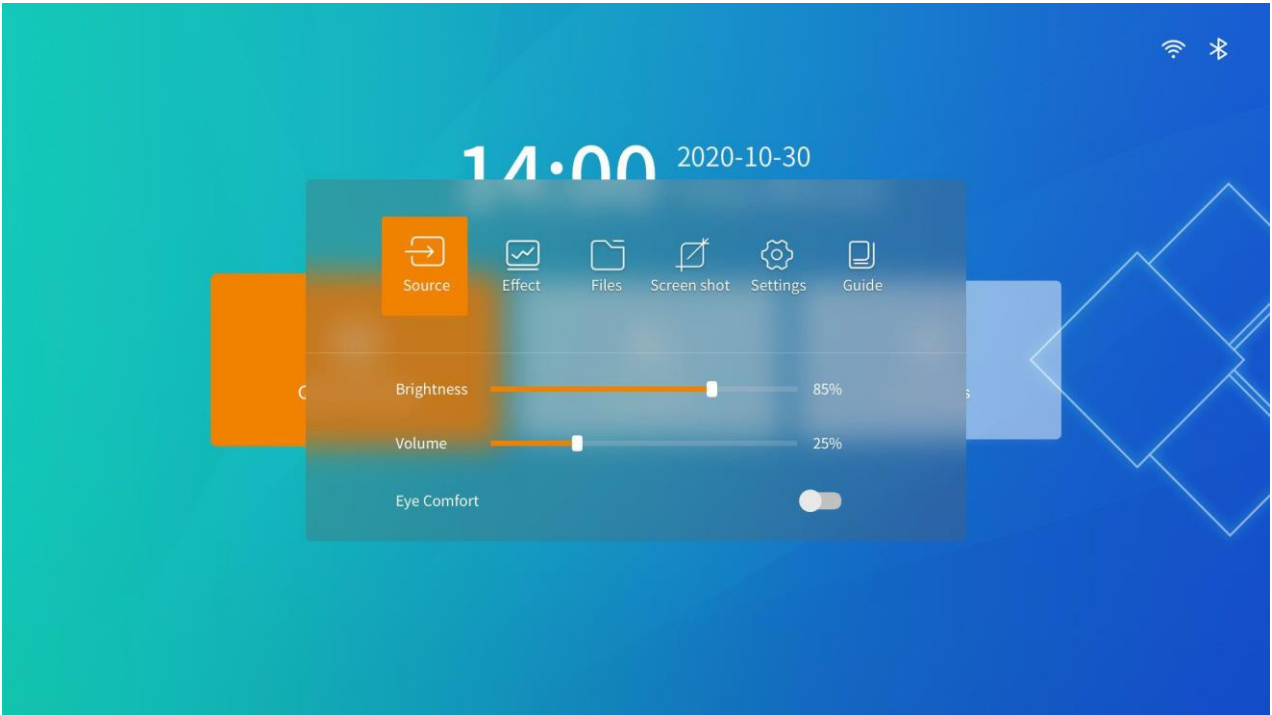 14:00 2020-10-30
Source Effect Files Screen shot Settings Guide
Brightness 85%
Volume 25%
Eye Comfort